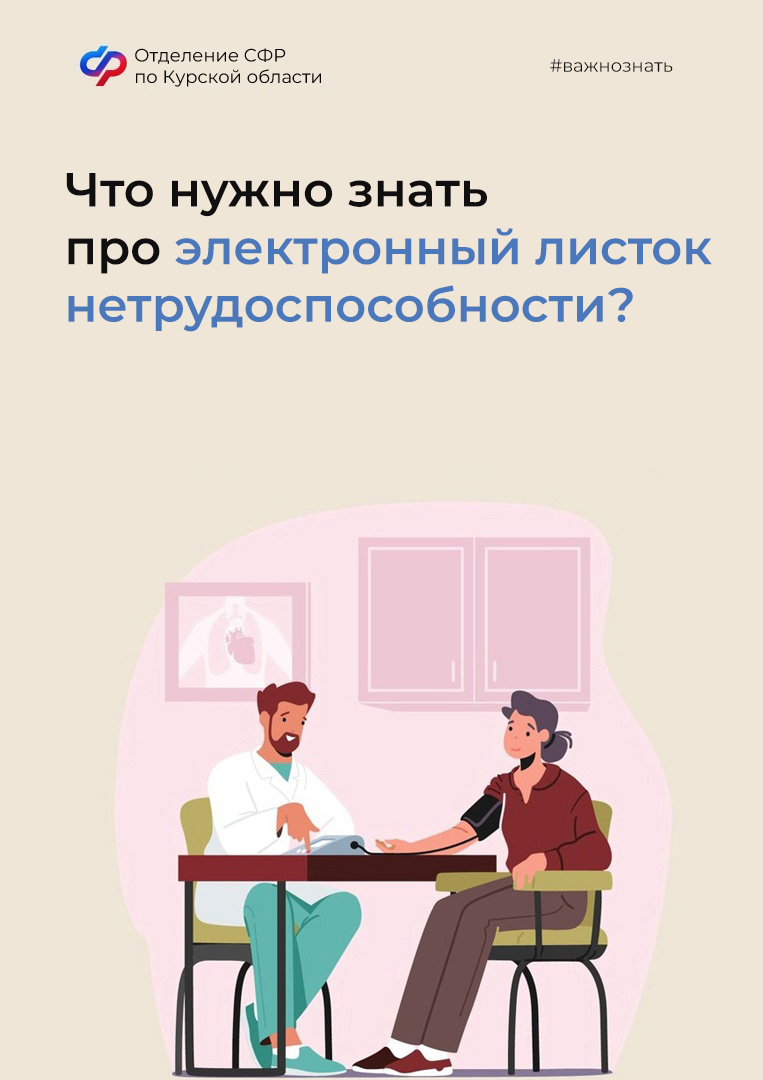 Отделение СФР
по Курской области
#важнознать
Что нужно знать
про электронный листок
нетрудоспособности?